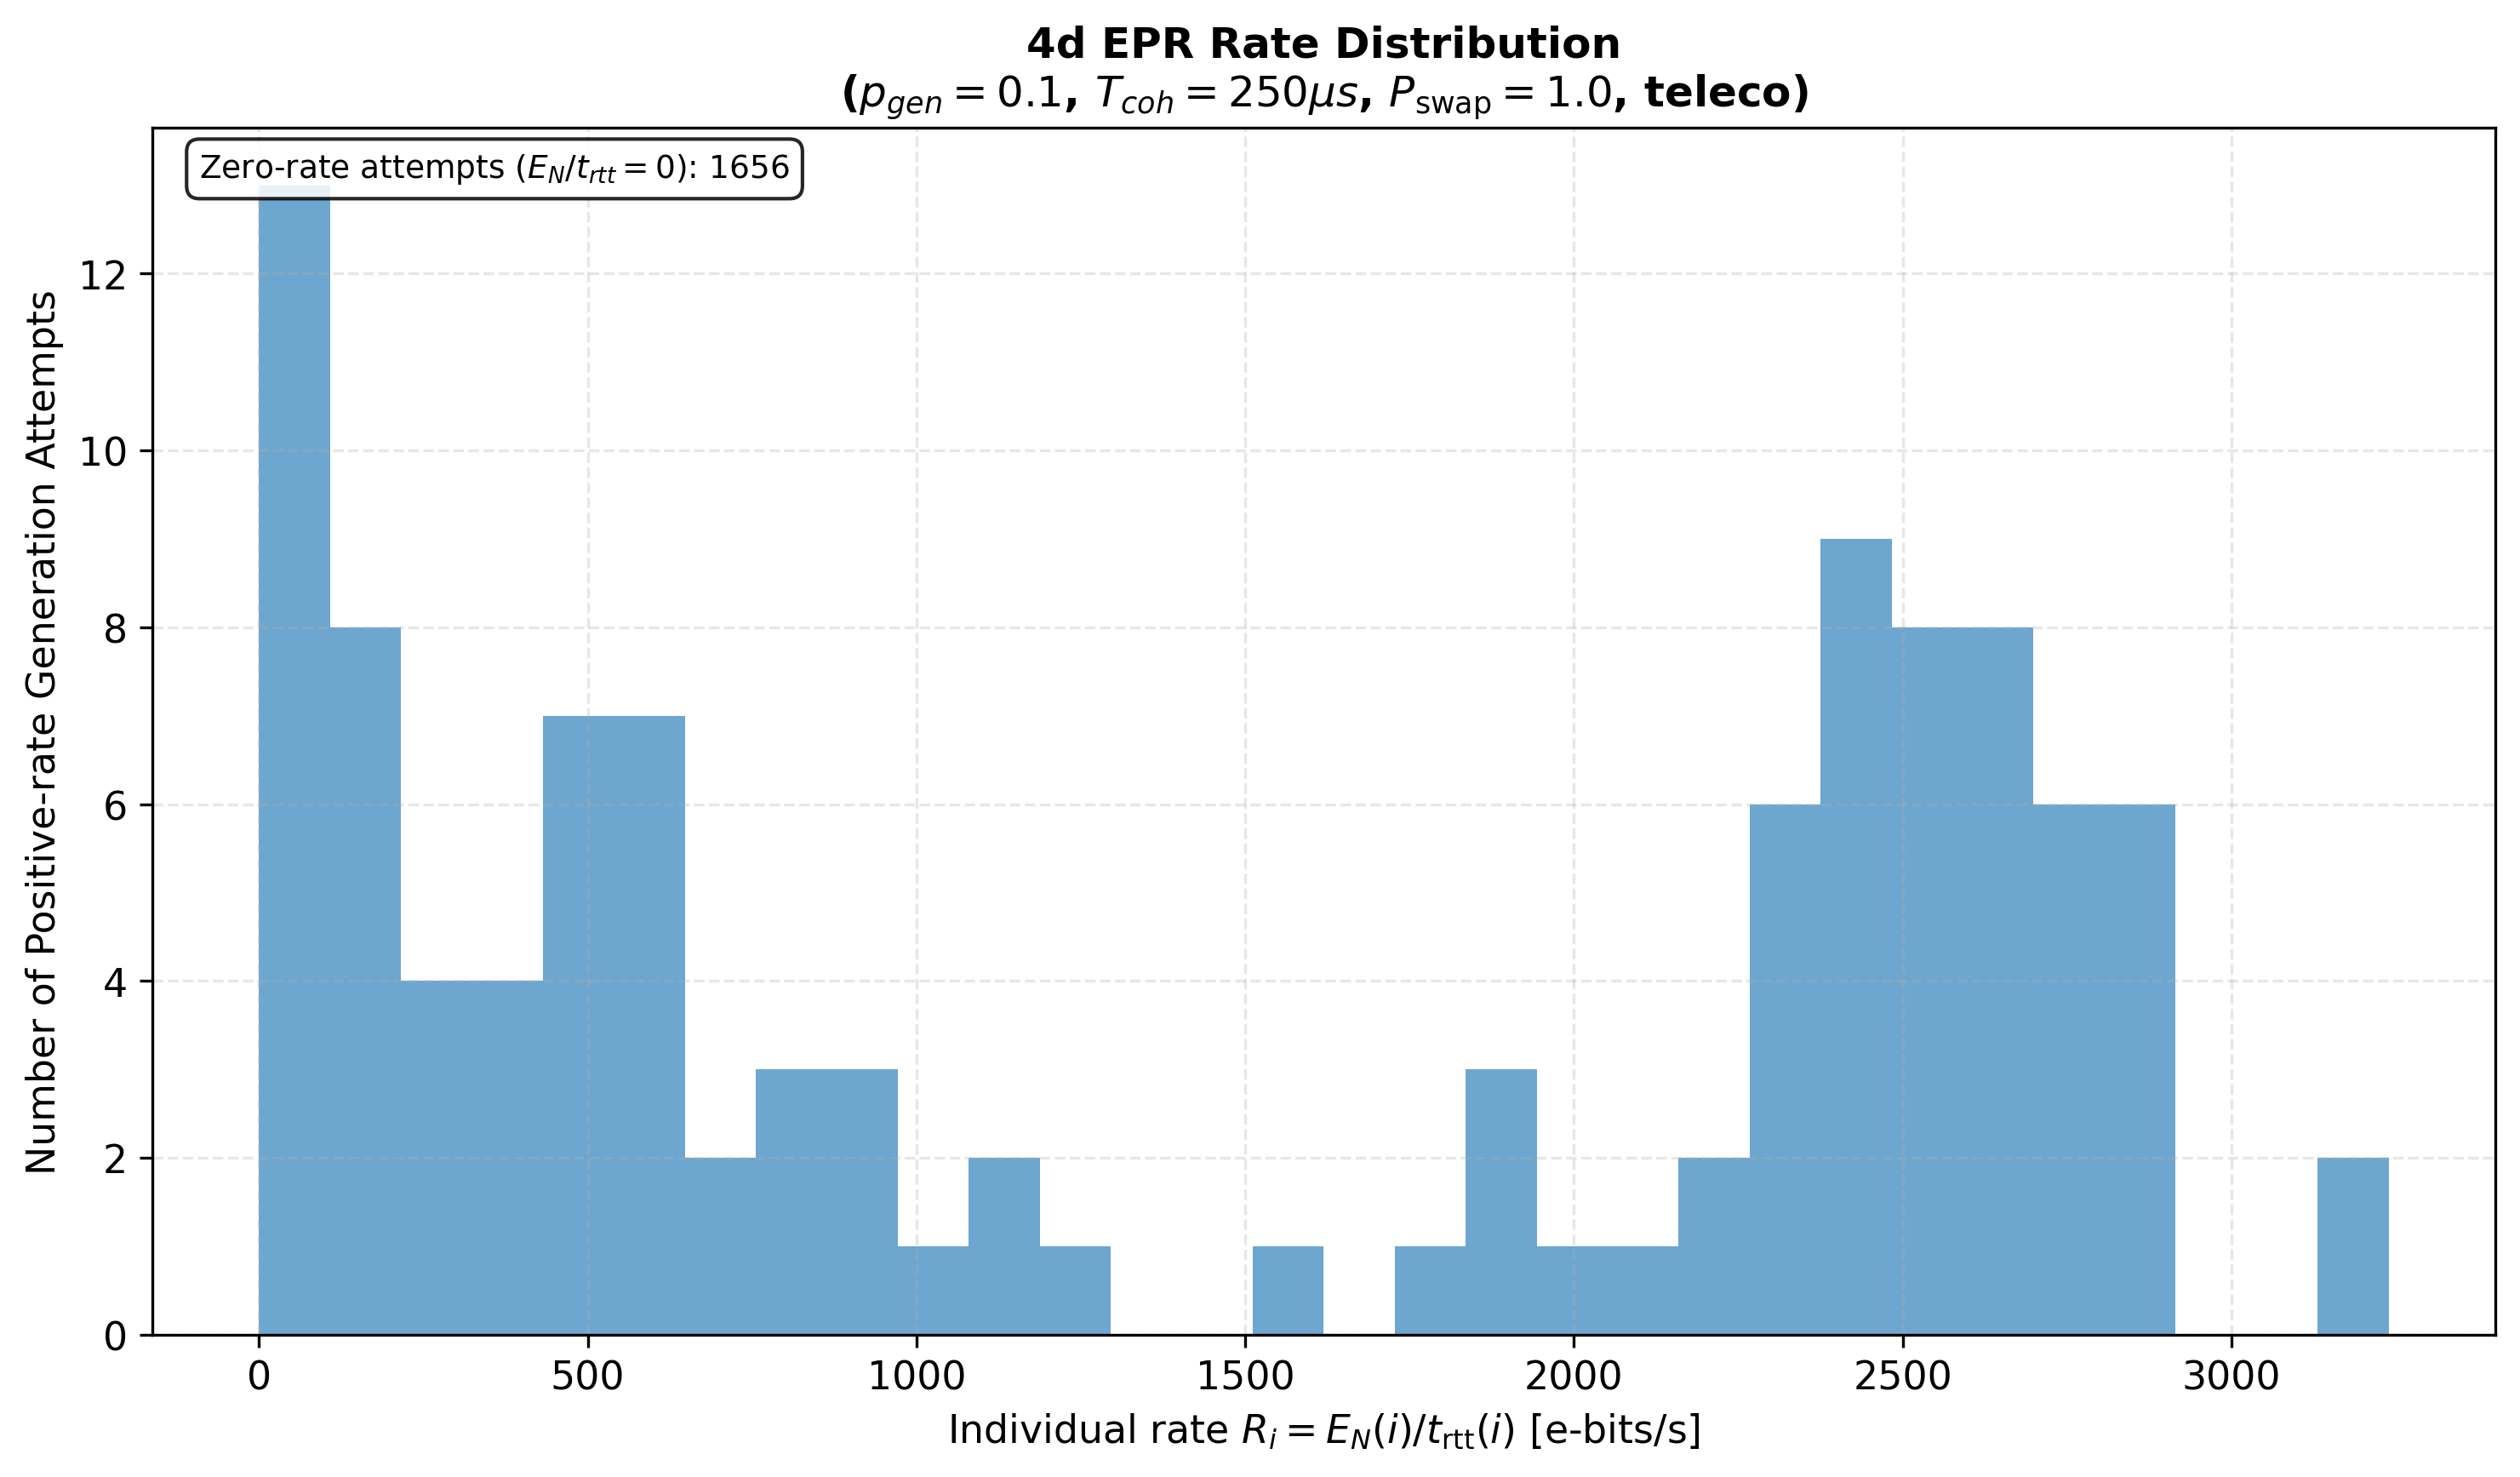 4d EPR Rate Distribution
(p_gen = 0.1, T_coh = 250μs, P_swap = 1.0, teleco)
Zero-rate attempts (E_N/t_rtt = 0): 1656
Number of Positive-rate Generation Attempts
12
10
8
6
4
2
0
0 500 1000 1500 2000 2500 3000
Individual rate R_i = E_N(i)/t_rtt(i) [e-bits/s]